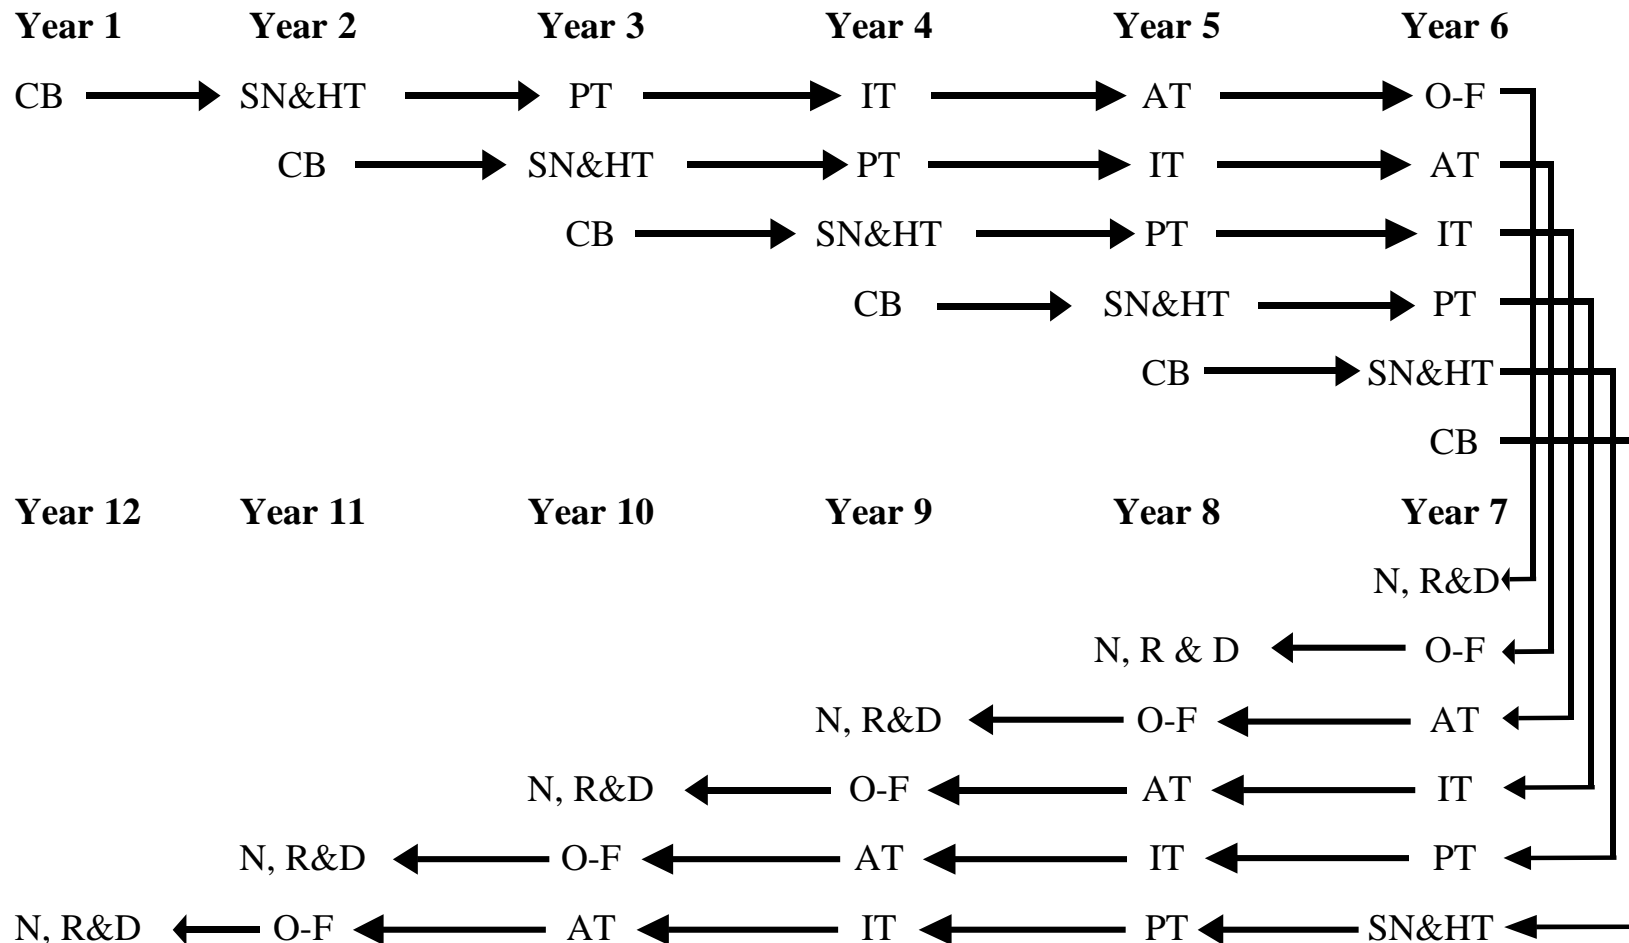 Year 1 Year 2 Year 3 Year 4 Year 5 Year 6
CB SN&HT PT IT AT O-F
CB SN&HT PT IT AT
CB SN&HT PT IT
CB SN&HT PT
CB SN&HT
CB
Year 12 Year 11 Year 10 Year 9 Year 8 Year 7
N, R&D
N, R & D O-F
N, R&D O-F AT
N, R&D O-F AT IT
N, R&D O-F AT IT PT
N, R&D O-F AT IT PT SN&HT